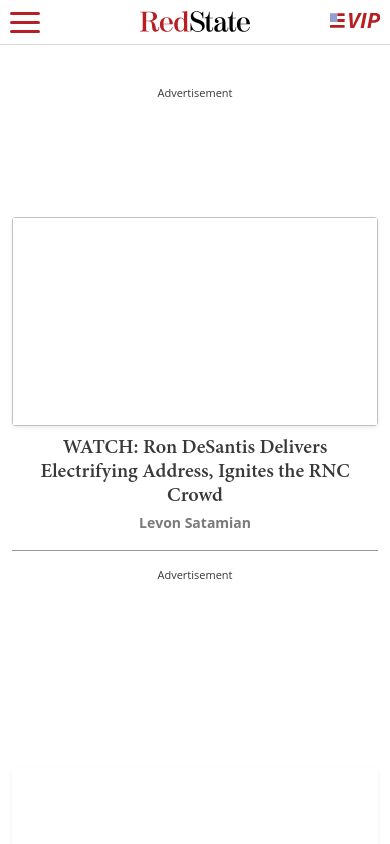 RedState
VIP
Advertisement
WATCH: Ron DeSantis Delivers
Electrifying Address, Ignites the RNC
Crowd
Levon Satamian
Advertisement